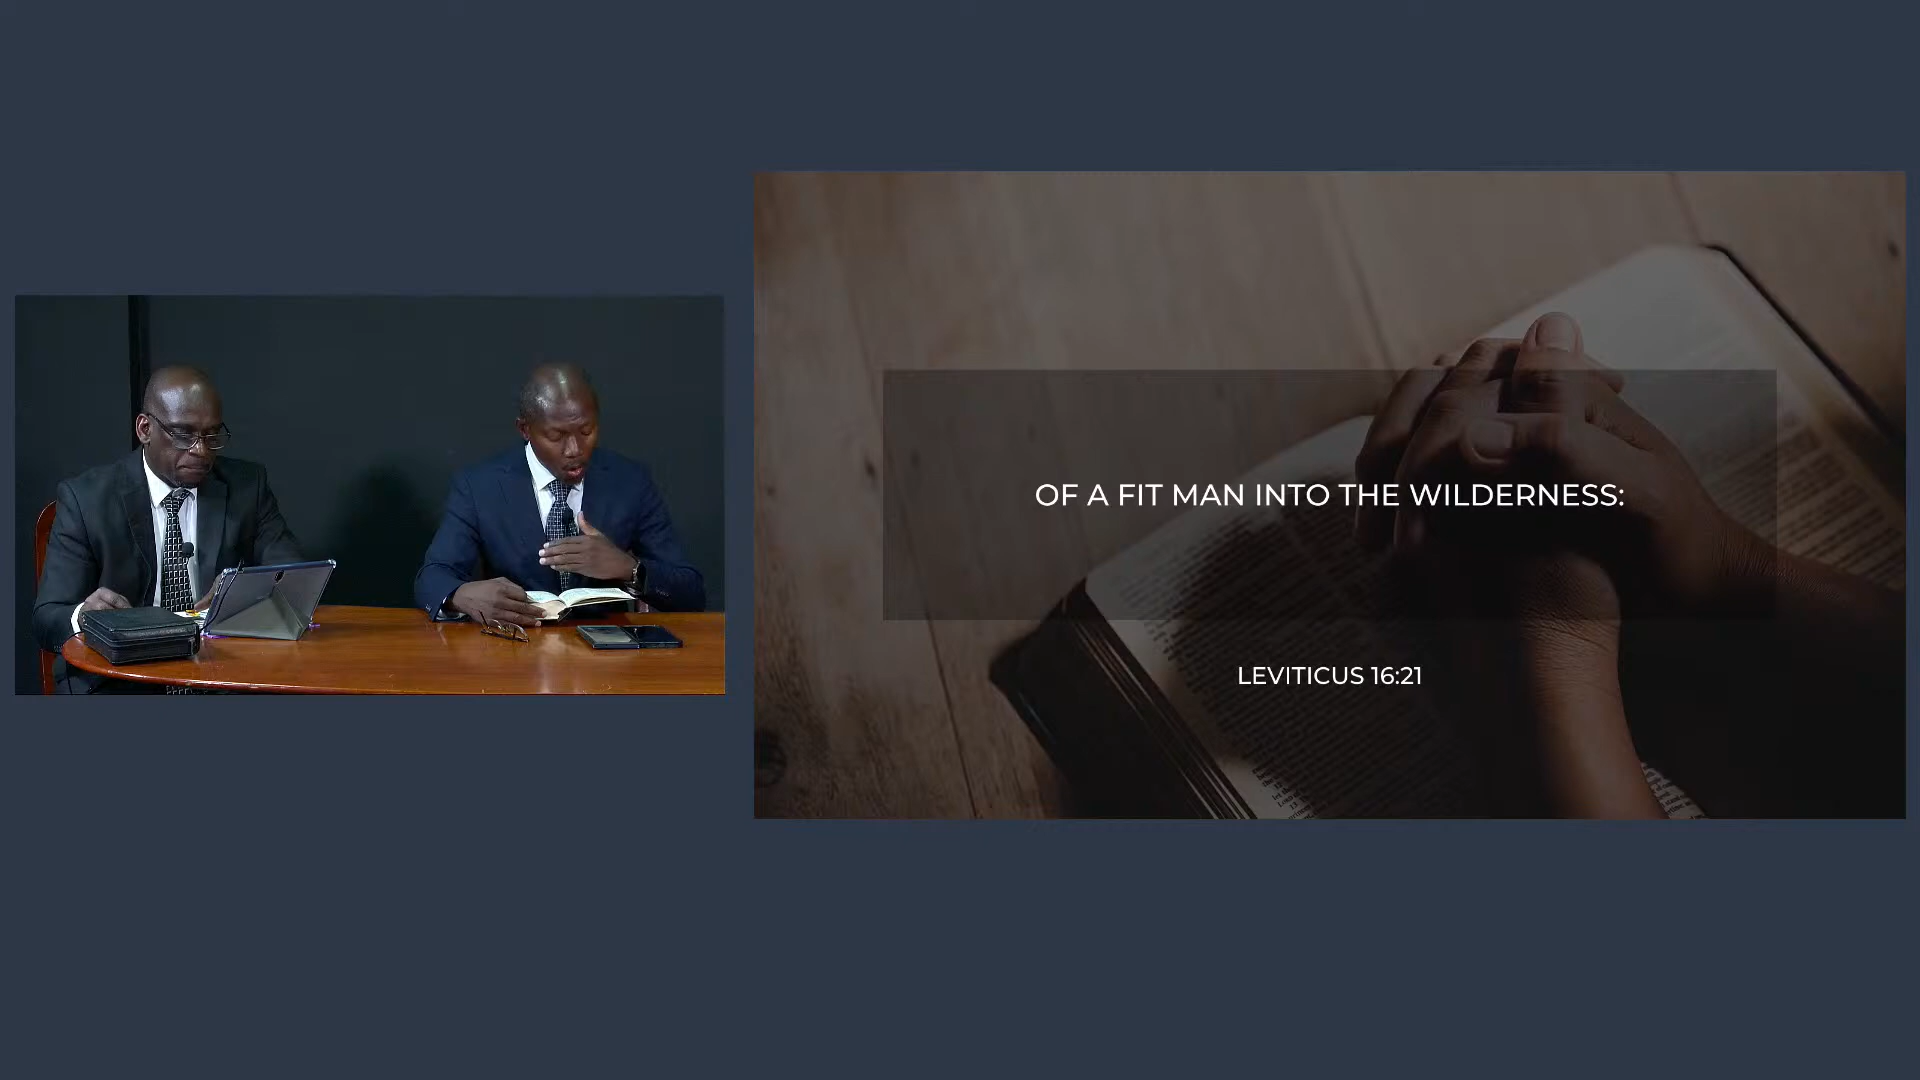 OF A FIT MAN INTO THE WILDERNESS:
LEVITICUS 16:21